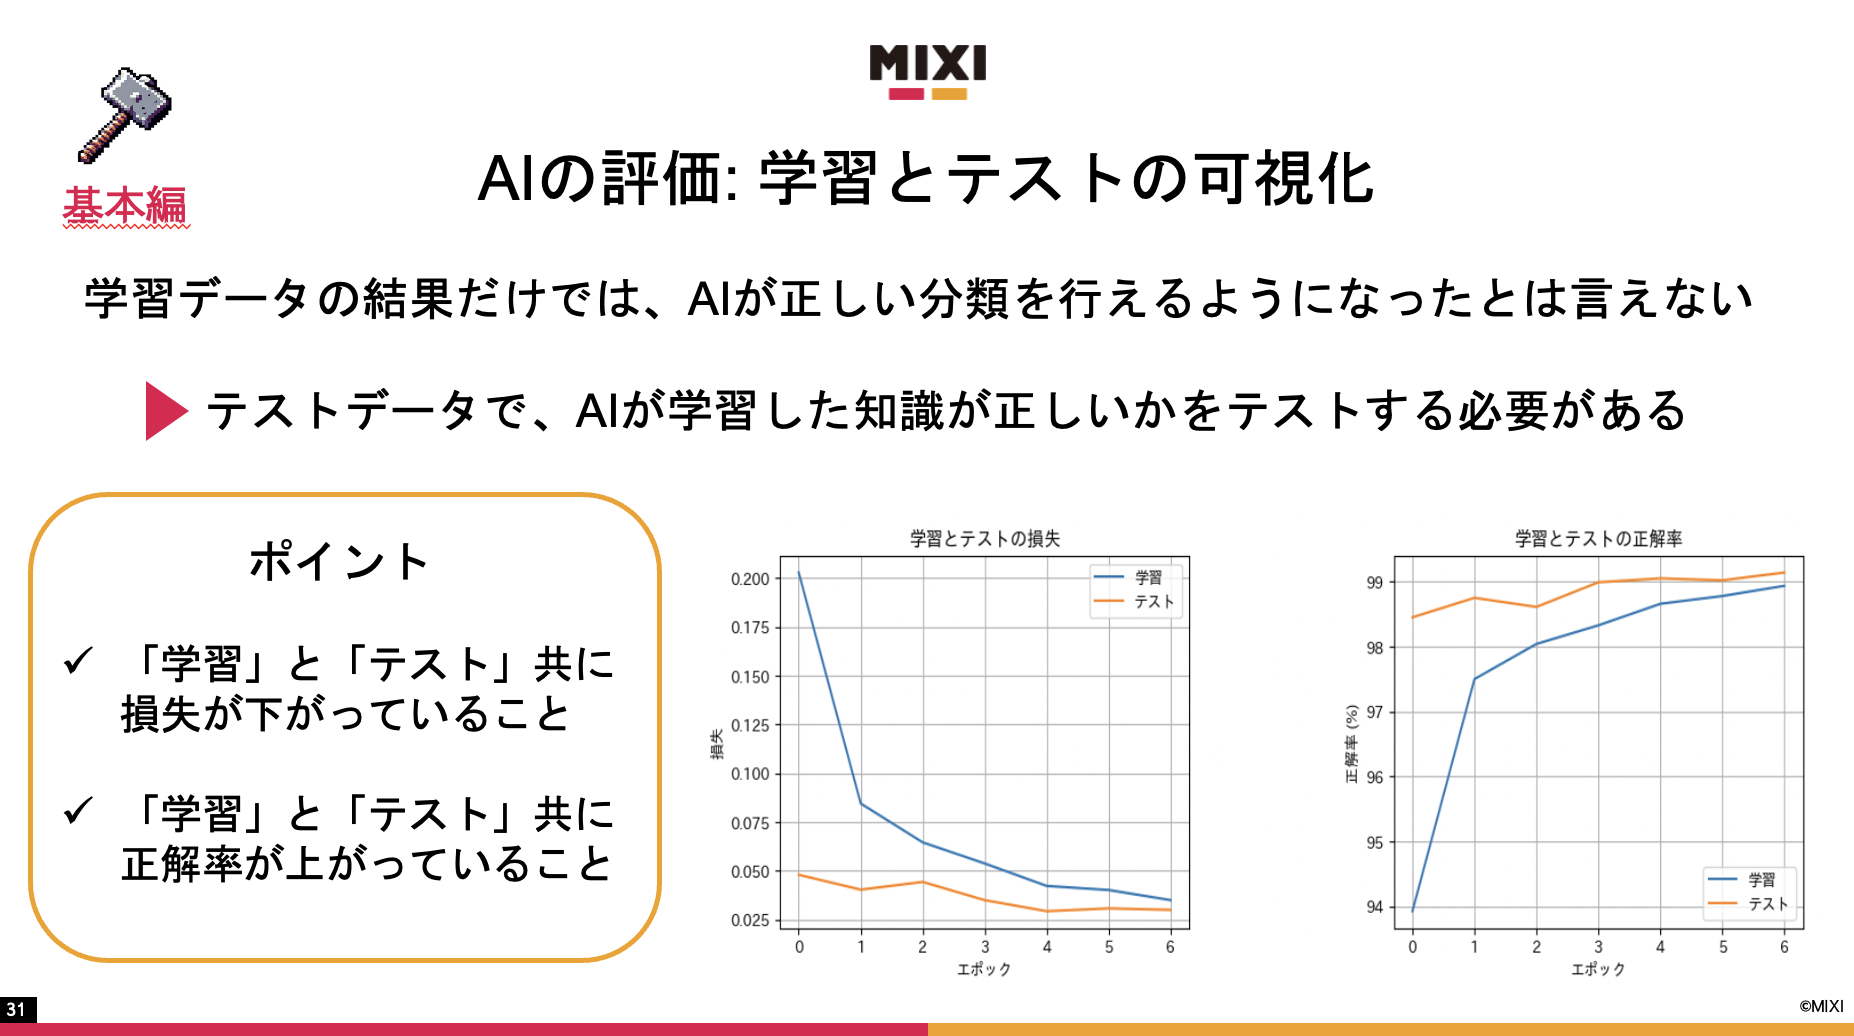 MIXI
基本編
AIの評価: 学習とテストの可視化
学習データの結果だけでは、AIが正しい分類を行えるようになったとは言えない
テストデータで、AIが学習した知識が正しいかをテストする必要がある
ポイント
✓ 「学習」と「テスト」共に
損失が下がっていること
✓ 「学習」と「テスト」共に
正解率が上がっていること
学習とテストの損失
学習
テスト
0.200
0.175
0.150
0.125
0.100
0.075
0.050
0.025
損失
0 1 2 3 4 5 6
エポック
学習とテストの正解率
99
98
97
96
95
94
正解率 (%)
学習
テスト
0 1 2 3 4 5 6
エポック
31
©MIXI